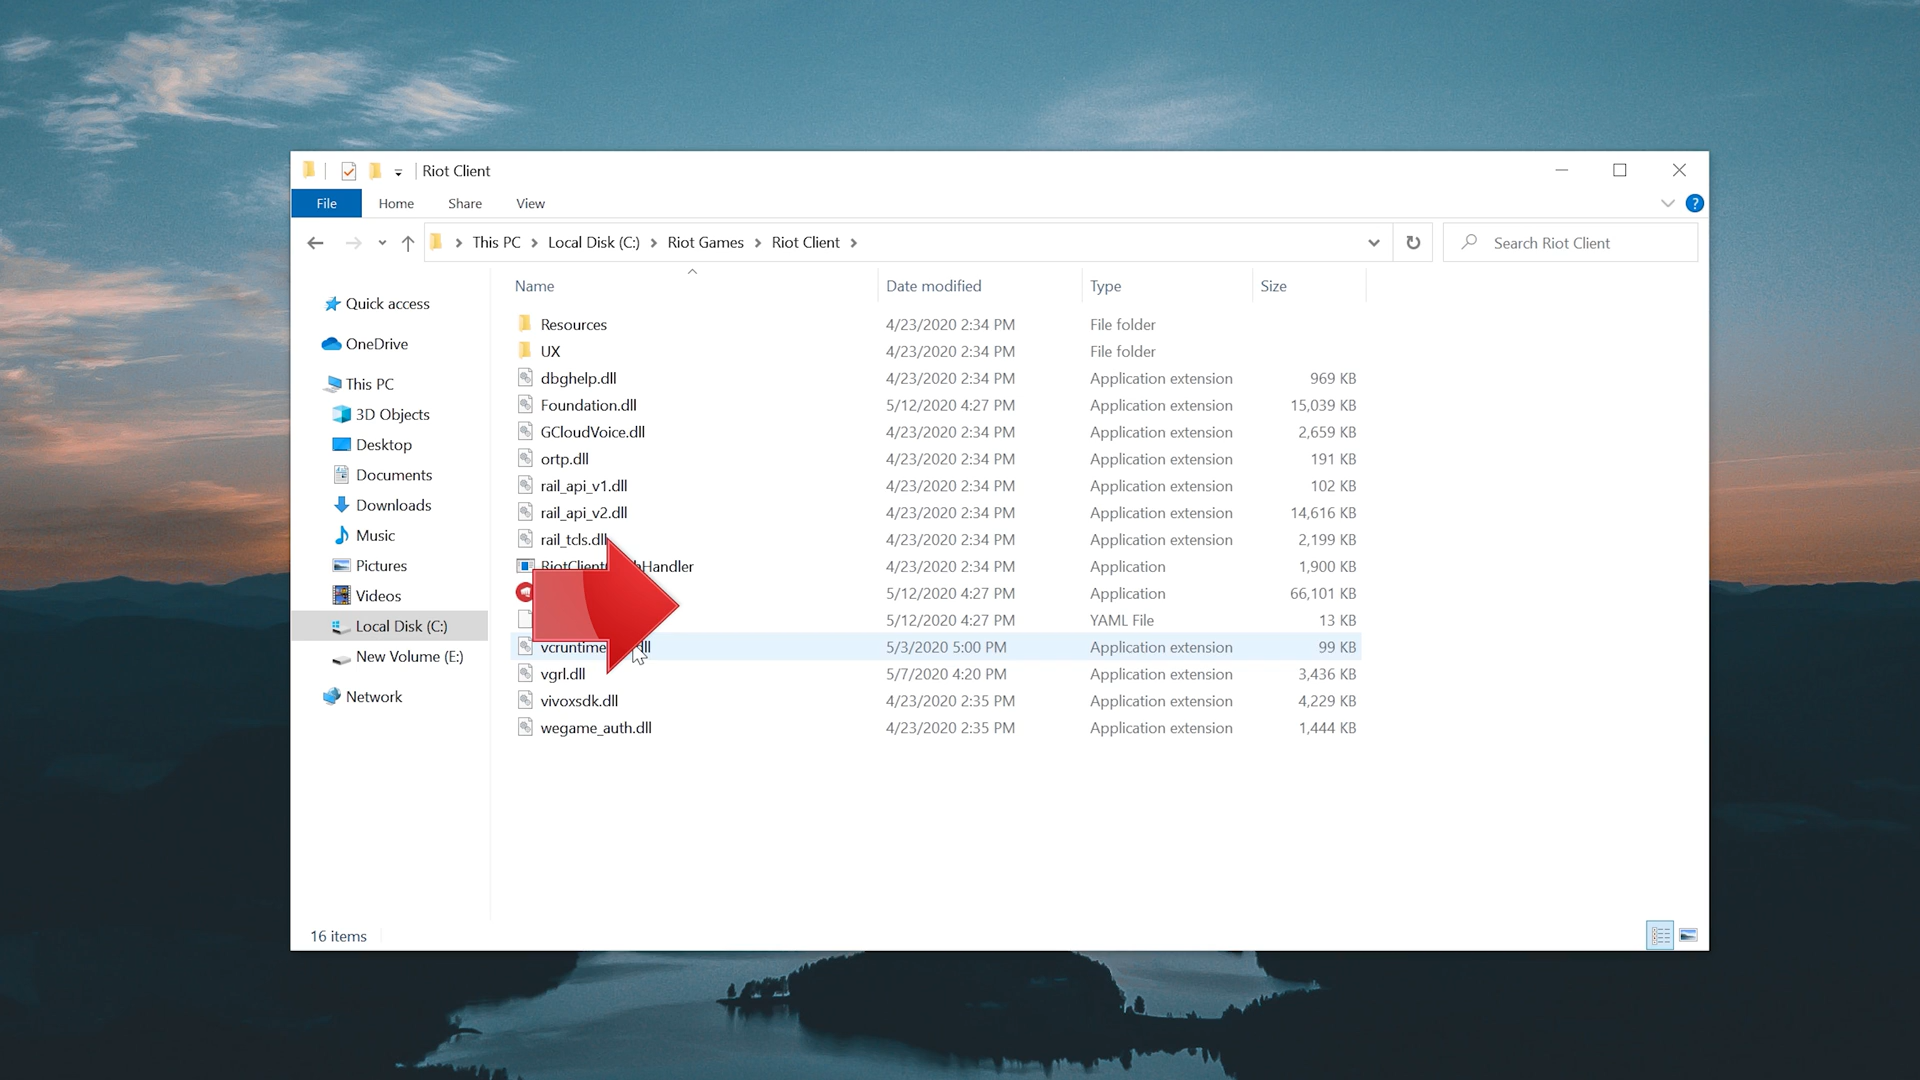 Riot Client
File Home Share View
This PC Local Disk (C:) Riot Games Riot Client
Search Riot Client
Name Date modified Type Size
Quick access
OneDrive
This PC
3D Objects
Desktop
Documents
Downloads
Music
Pictures
Videos
Local Disk (C:)
New Volume (E:)
Network
Resources 4/23/2020 2:34 PM File folder
UX 4/23/2020 2:34 PM File folder
dbghelp.dll 4/23/2020 2:34 PM Application extension 969 KB
Foundation.dll 5/12/2020 4:27 PM Application extension 15,039 KB
GCloudVoice.dll 4/23/2020 2:34 PM Application extension 2,659 KB
ortp.dll 4/23/2020 2:34 PM Application extension 191 KB
rail_api_v1.dll 4/23/2020 2:34 PM Application extension 102 KB
rail_api_v2.dll 4/23/2020 2:34 PM Application extension 14,616 KB
rail_tcls.dll 4/23/2020 2:34 PM Application extension 2,199 KB
4/23/2020 2:34 PM Application 1,900 KB
5/12/2020 4:27 PM Application 66,101 KB
5/12/2020 4:27 PM YAML File 13 KB
5/3/2020 5:00 PM Application extension 99 KB
vgrl.dll 5/7/2020 4:20 PM Application extension 3,436 KB
vivoxsdk.dll 4/23/2020 2:35 PM Application extension 4,229 KB
wegame_auth.dll 4/23/2020 2:35 PM Application extension 1,444 KB
16 items